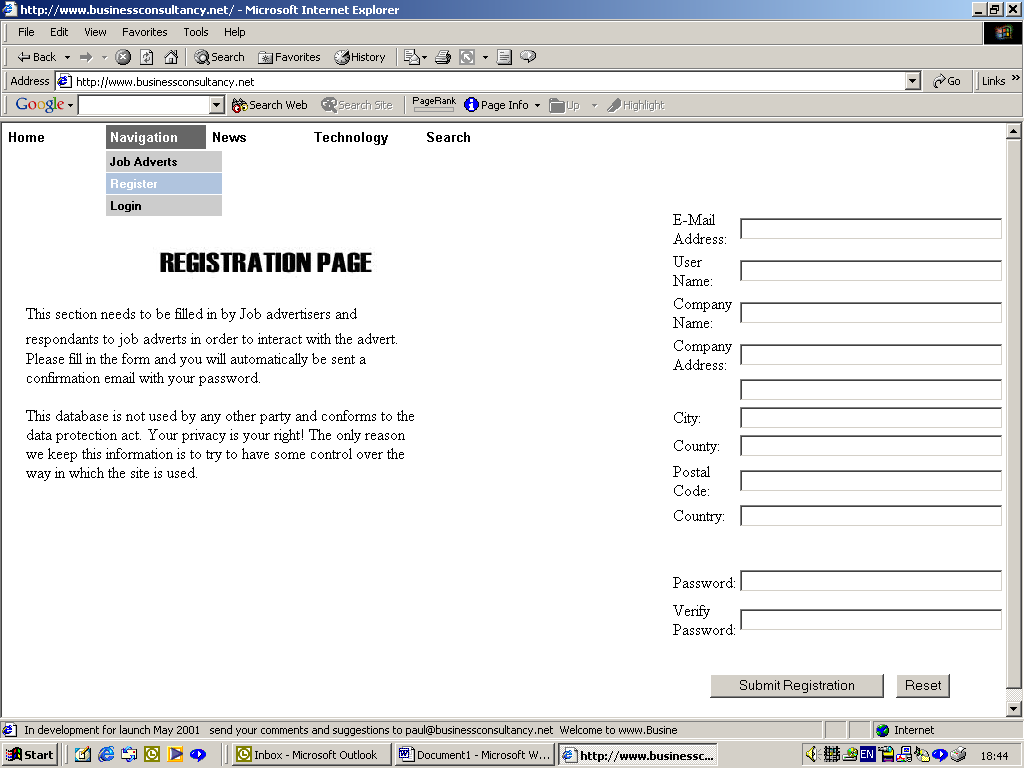 http://www.businessconsultancy.net/ - Microsoft Internet Explorer
File Edit View Favorites Tools Help
Back Search Favorites History
Address http://www.businessconsultancy.net Go Links »
Google Search Web Search Site PageRank Page Info Up Highlight
Home Navigation News Technology Search
Job Adverts
Register
Login
REGISTRATION PAGE
This section needs to be filled in by Job advertisers and
respondants to job adverts in order to interact with the advert.
Please fill in the form and you will automatically be sent a
confirmation email with your password.
This database is not used by any other party and conforms to the
data protection act. Your privacy is your right! The only reason
we keep this information is to try to have some control over the
way in which the site is used.
E-Mail
Address:
User
Name:
Company
Name:
Company
Address:
City:
County:
Postal
Code:
Country:
Password:
Verify
Password:
Submit Registration Reset
In development for launch May 2001 send your comments and suggestions to paul@businessconsultancy.net Welcome to www.Busine Internet
Start Inbox - Microsoft Outlook Document1 - Microsoft W... http://www.businessc... EN 18:44